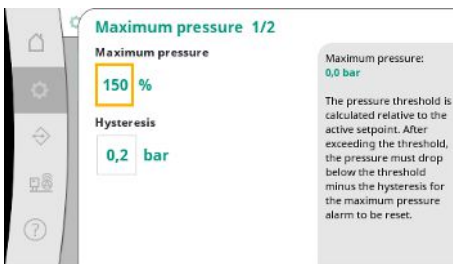 Maximum pressure 1/2
Maximum pressure
150 %
Hysteresis
0,2 bar
Maximum pressure:
0,0 bar
The pressure threshold is
calculated relative to the
active setpoint. After
exceeding the threshold,
the pressure must drop
below the threshold
minus the hysteresis for
the maximum pressure
alarm to be reset.
?